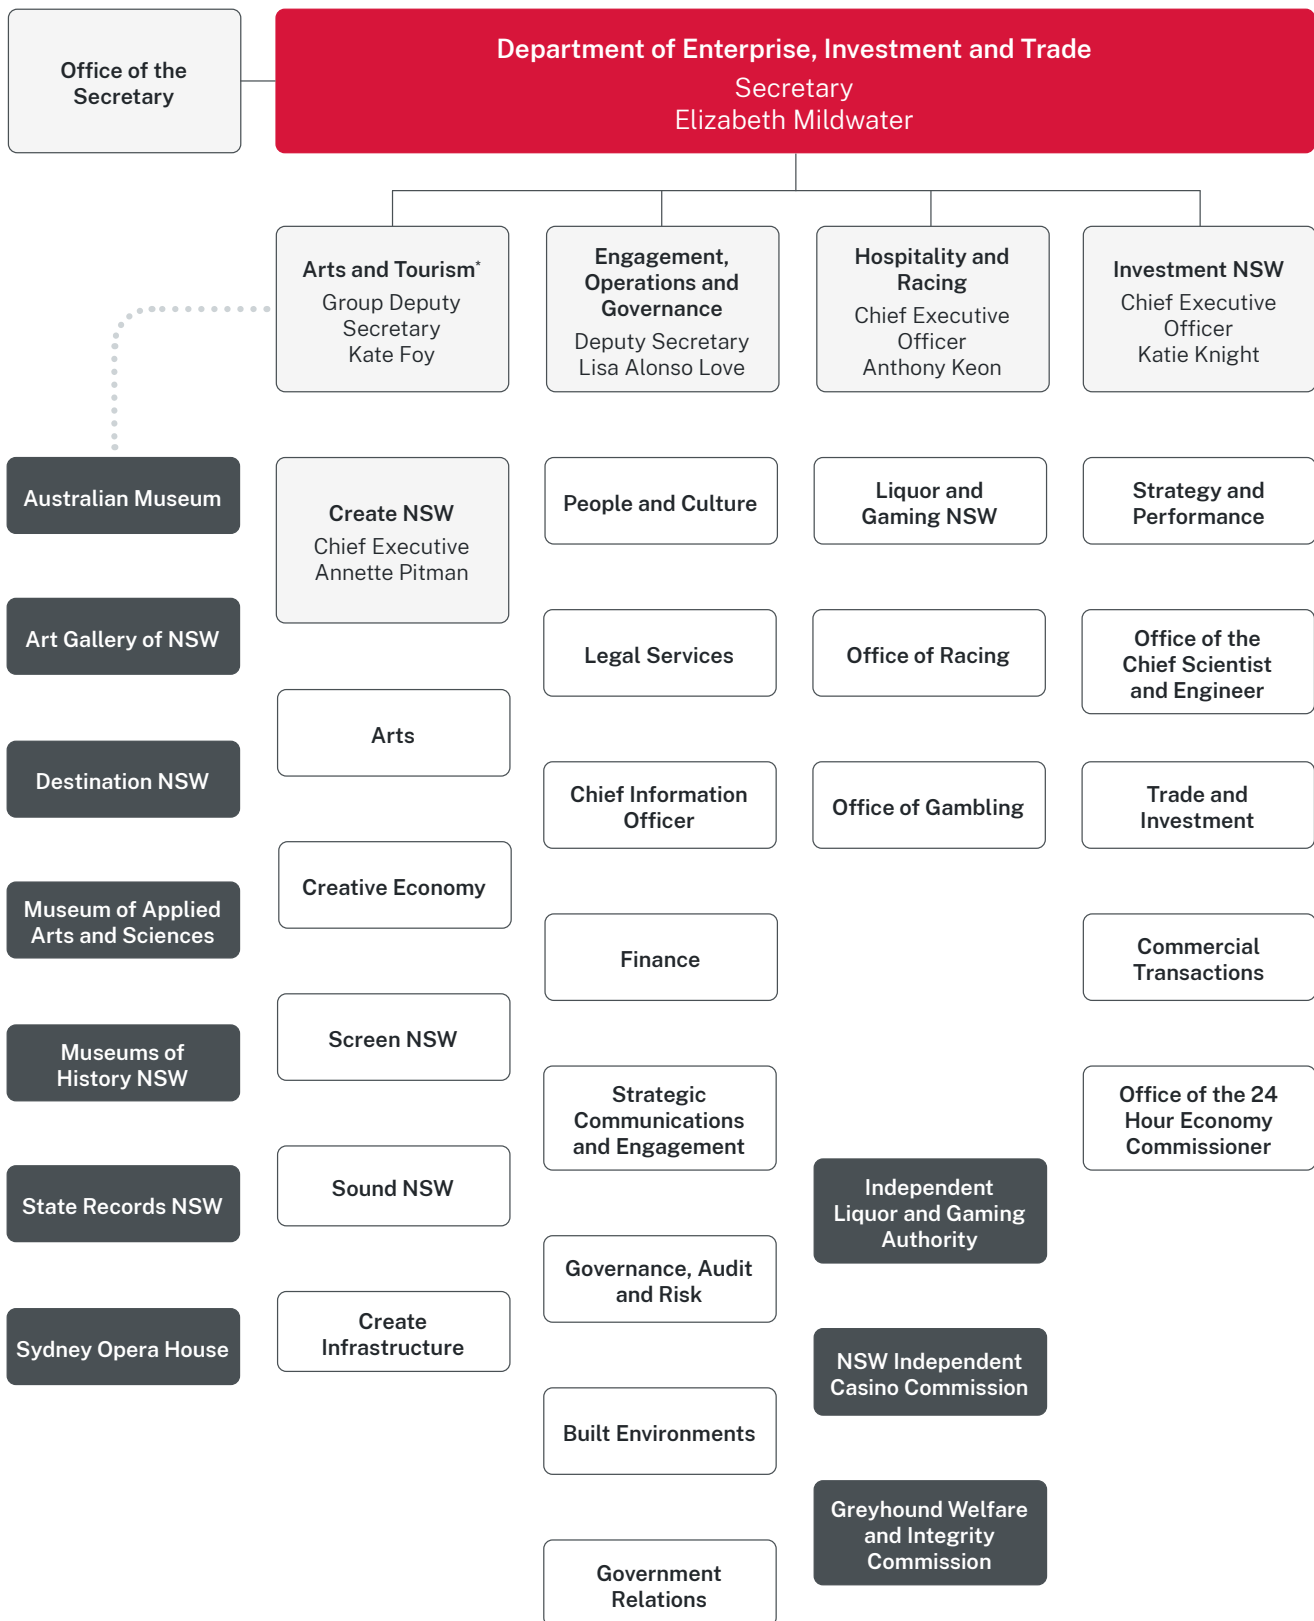 Office of the
Secretary
Department of Enterprise, Investment and Trade
Secretary
Elizabeth Mildwater
Arts and Tourism*
Group Deputy
Secretary
Kate Foy
Engagement,
Operations and
Governance
Deputy Secretary
Lisa Alonso Love
Hospitality and
Racing
Chief Executive
Officer
Anthony Keon
Investment NSW
Chief Executive
Officer
Katie Knight
Australian Museum
Art Gallery of NSW
Destination NSW
Museum of Applied
Arts and Sciences
Museums of
History NSW
State Records NSW
Sydney Opera House
Create NSW
Chief Executive
Annette Pitman
Arts
Creative Economy
Screen NSW
Sound NSW
Create
Infrastructure
People and Culture
Legal Services
Chief Information
Officer
Finance
Strategic
Communications
and Engagement
Governance, Audit
and Risk
Built Environments
Government
Relations
Liquor and
Gaming NSW
Office of Racing
Office of Gambling
Independent
Liquor and Gaming
Authority
NSW Independent
Casino Commission
Greyhound Welfare
and Integrity
Commission
Strategy and
Performance
Office of the
Chief Scientist
and Engineer
Trade and
Investment
Commercial
Transactions
Office of the 24
Hour Economy
Commissioner